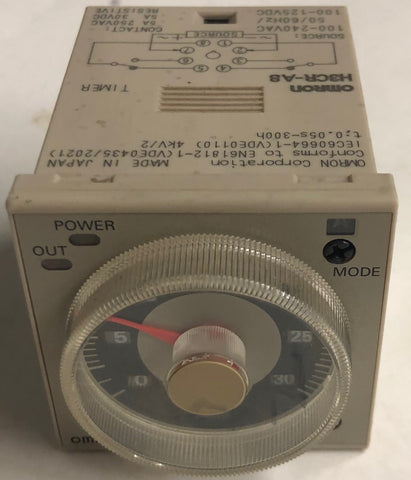 SOURCE:
100-240VAC
50/60Hz/
100-125VDC
CONTACT:
5A 250VAC
5A 30VDC
RESISTIVE
SOURCE
OMRON
H3CR-A8
TIMER
OMRON Corporation
MADE IN JAPAN
Conforms to EN61812-1(VDE0435/2021)
IEC60664-1(VDE0110) 4kV/2
t;0.05s-300h
POWER
OUT
A
MODE
5
25
0
30